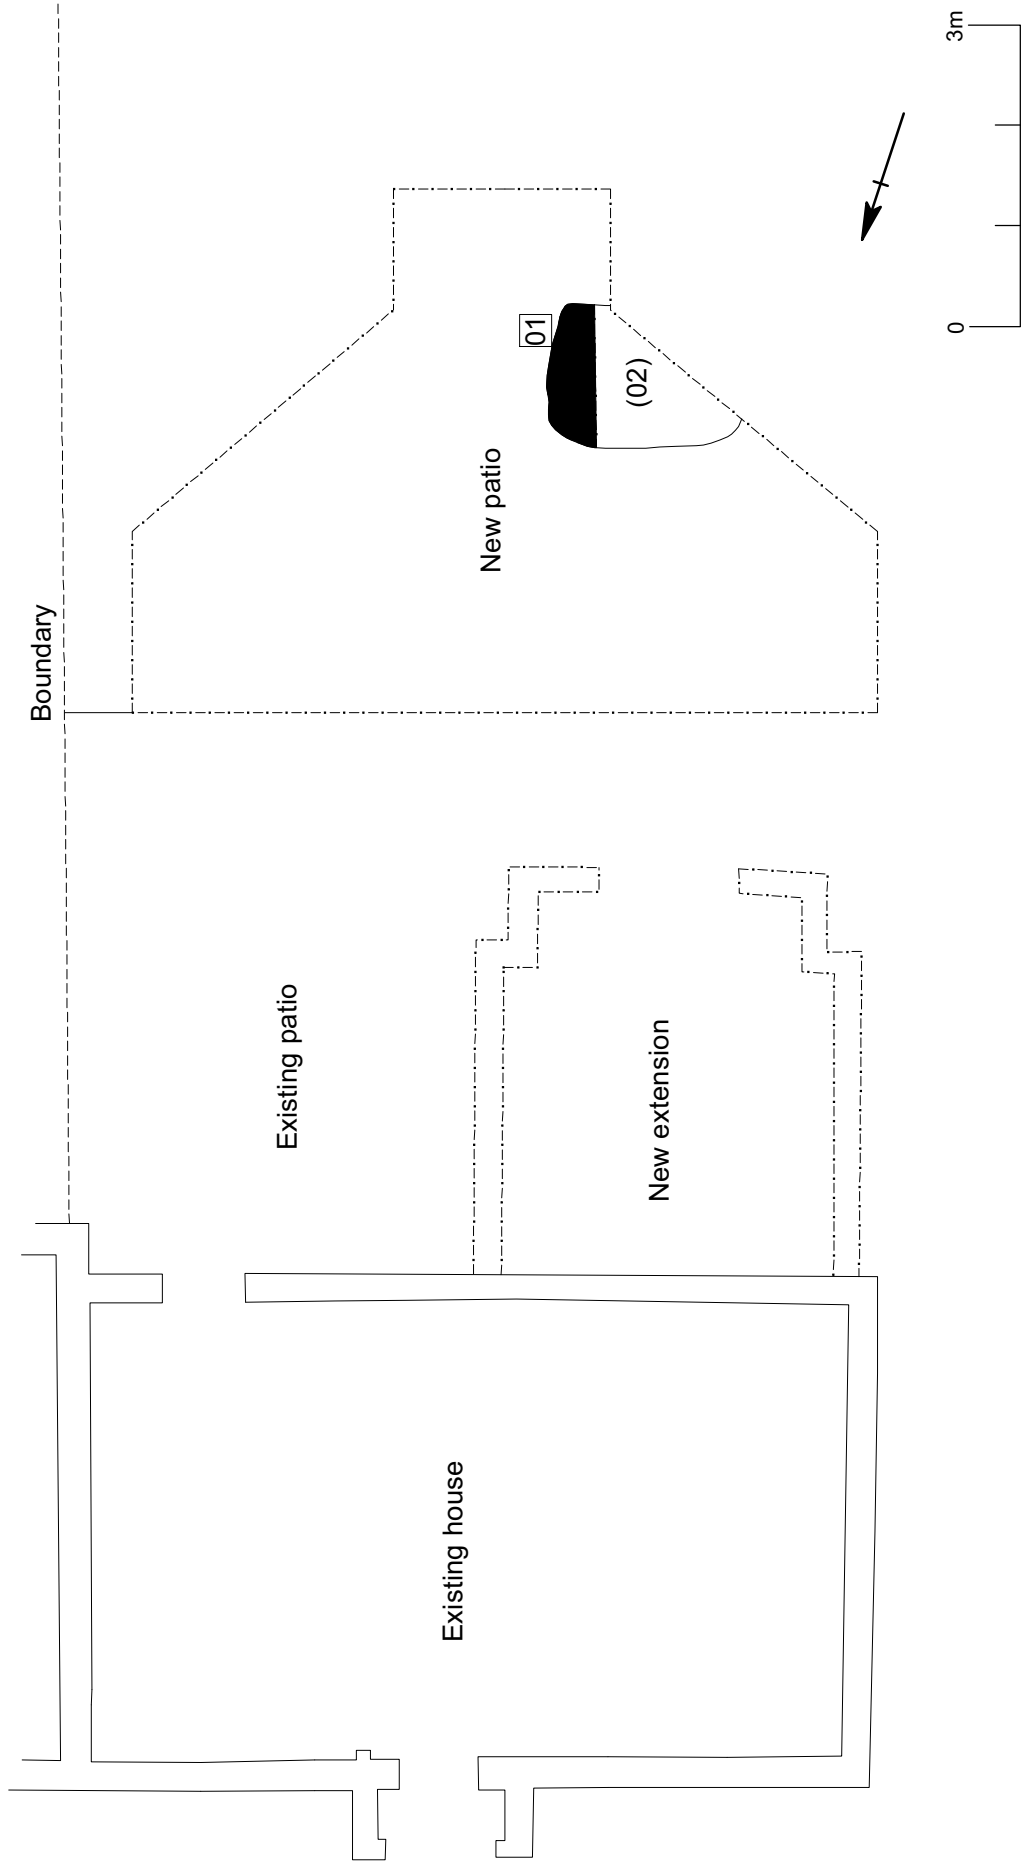 Boundary
3m
0
01
(02)
New patio
Existing patio
New extension
Existing house